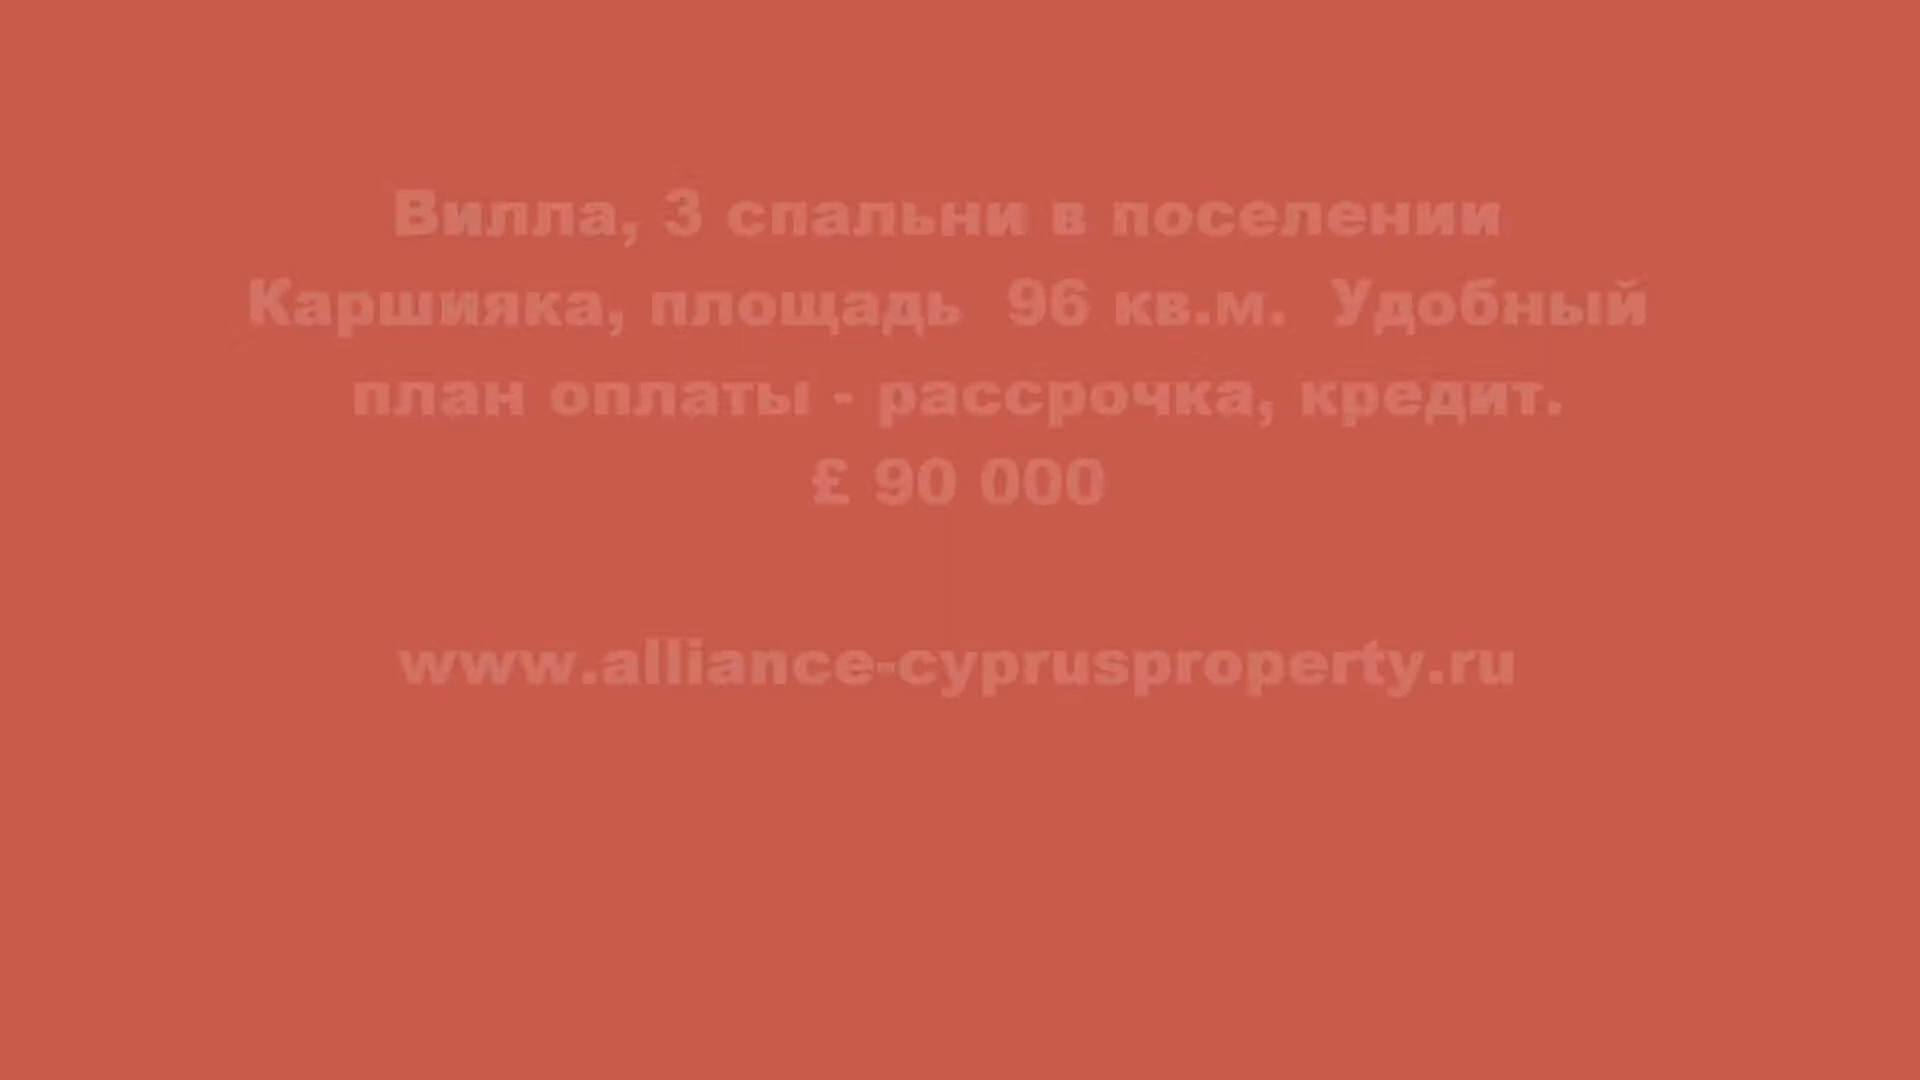 Вилла, 3 спальни в поселении
Каршияка, площадь 96 кв.м. Удобный
план оплаты - рассрочка, кредит.
£ 90 000
www.alliance-cyprusproperty.ru